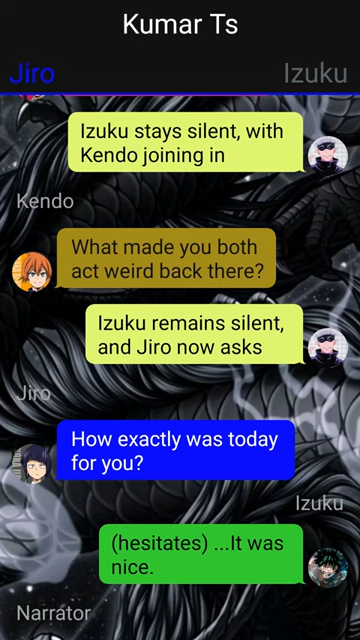 Kumar Ts
Jiro
Izuku
Izuku stays silent, with
Kendo joining in
Kendo
What made you both
act weird back there?
Izuku remains silent,
and Jiro now asks
Jiro
How exactly was today
for you?
Izuku
(hesitates) ...It was
nice.
Narrator